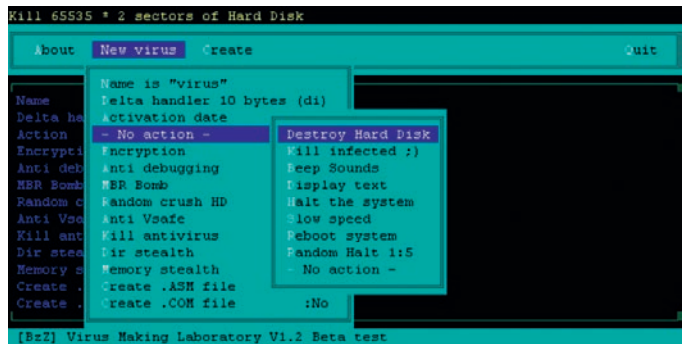 Kill 65535 * 2 sectors of Hard Disk
About New virus Create Quit
Name is "virus"
Name Delta handler 10 bytes (di)
Delta ha Activation date
Action - No action - Destroy Hard Disk
Encrypti Encryption Kill infected ;)
Anti deb Anti debugging Beep Sounds
MBR Bomb MBR Bomb Display text
Random c Random crush HD Halt the system
Anti Vsa Anti Vsafe Slow speed
Kill ant Kill antivirus Reboot system
Dir stea Dir stealth Random Halt 1:5
Memory s Memory stealth - No action -
Create . Create .ASM file
Create . Create .COM file :No
[BzZ] Virus Making Laboratory V1.2 Beta test